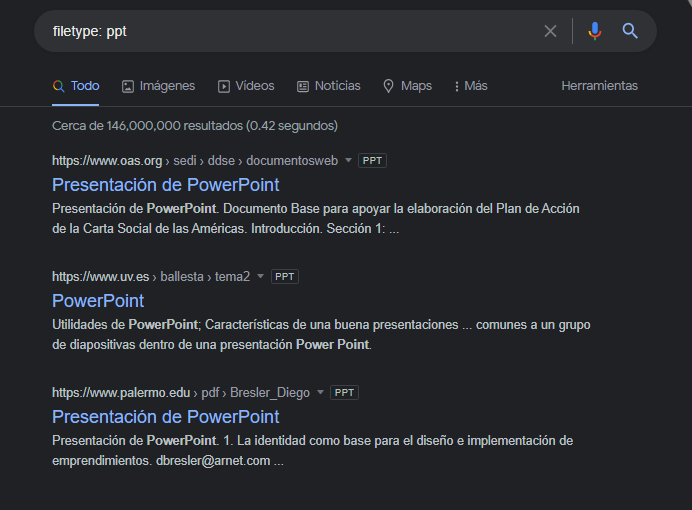 filetype: ppt
Todo Imágenes Vídeos Noticias Maps Más Herramientas
Cerca de 146,000,000 resultados (0.42 segundos)
https://www.oas.org › sedi › ddse › documentosweb PPT
Presentación de PowerPoint
Presentación de PowerPoint. Documento Base para apoyar la elaboración del Plan de Acción
de la Carta Social de las Américas. Introducción. Sección 1: ...
https://www.uv.es › ballesta › tema2 PPT
PowerPoint
Utilidades de PowerPoint; Características de una buena presentaciones ... comunes a un grupo
de diapositivas dentro de una presentación Power Point.
https://www.palermo.edu › pdf › Bresler_Diego PPT
Presentación de PowerPoint
Presentación de PowerPoint. 1. La identidad como base para el diseño e implementación de
emprendimientos. dbresler@arnet.com ...